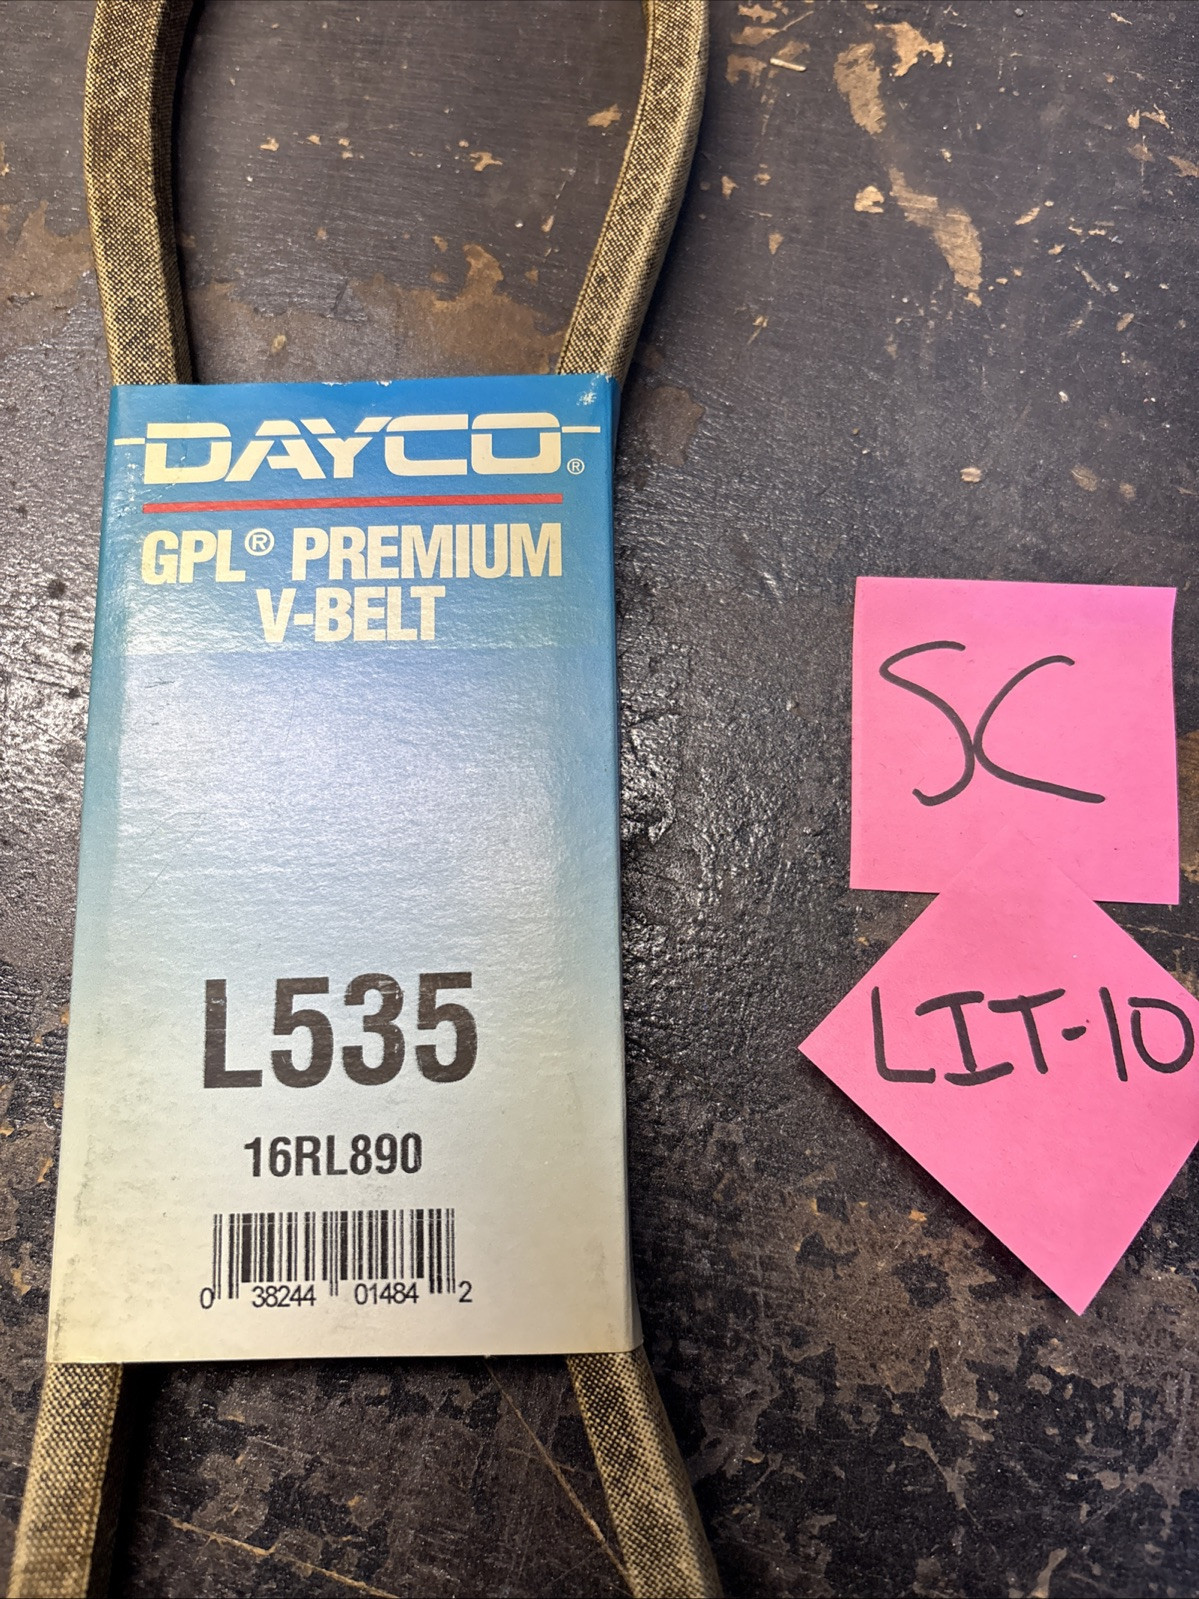 DAYCO®
GPL® PREMIUM
V-BELT
L535
16RL890
0 38244 01484 2
SC
LIT-10